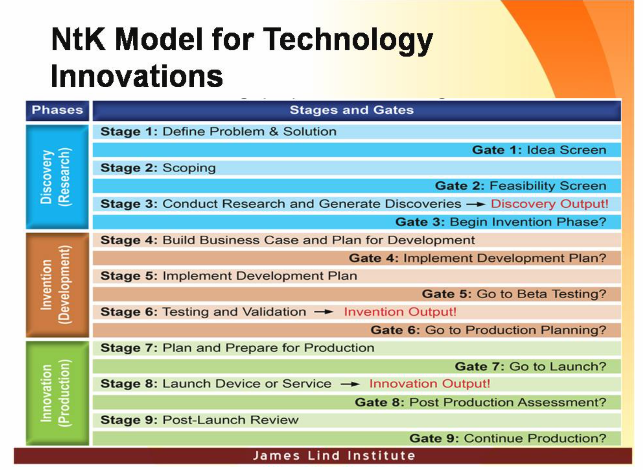 NtK Model for Technology
Innovations
Phases
Stages and Gates
Discovery
(Research)
Stage 1: Define Problem & Solution
Gate 1: Idea Screen
Stage 2: Scoping
Gate 2: Feasibility Screen
Stage 3: Conduct Research and Generate Discoveries → Discovery Output!
Gate 3: Begin Invention Phase?
Invention
(Development)
Stage 4: Build Business Case and Plan for Development
Gate 4: Implement Development Plan?
Stage 5: Implement Development Plan
Gate 5: Go to Beta Testing?
Stage 6: Testing and Validation → Invention Output!
Gate 6: Go to Production Planning?
Innovation
(Production)
Stage 7: Plan and Prepare for Production
Gate 7: Go to Launch?
Stage 8: Launch Device or Service → Innovation Output!
Gate 8: Post Production Assessment?
Stage 9: Post-Launch Review
Gate 9: Continue Production?
James Lind Institute